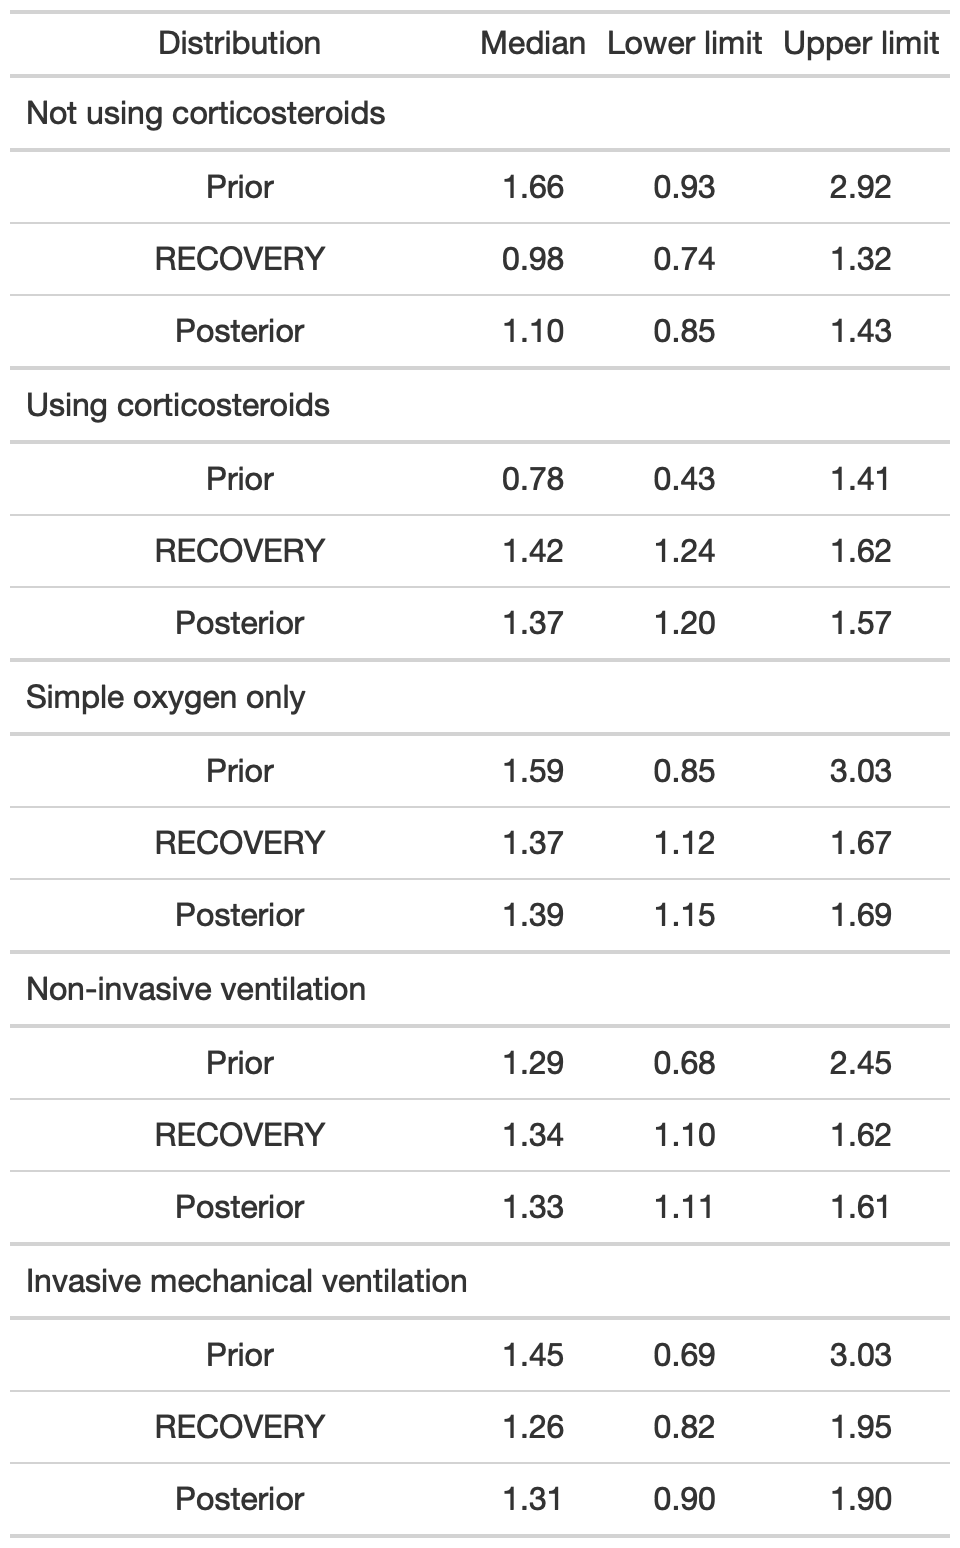 Distribution Median Lower limit Upper limit
Not using corticosteroids
Prior 1.66 0.93 2.92
RECOVERY 0.98 0.74 1.32
Posterior 1.10 0.85 1.43
Using corticosteroids
Prior 0.78 0.43 1.41
RECOVERY 1.42 1.24 1.62
Posterior 1.37 1.20 1.57
Simple oxygen only
Prior 1.59 0.85 3.03
RECOVERY 1.37 1.12 1.67
Posterior 1.39 1.15 1.69
Non-invasive ventilation
Prior 1.29 0.68 2.45
RECOVERY 1.34 1.10 1.62
Posterior 1.33 1.11 1.61
Invasive mechanical ventilation
Prior 1.45 0.69 3.03
RECOVERY 1.26 0.82 1.95
Posterior 1.31 0.90 1.90